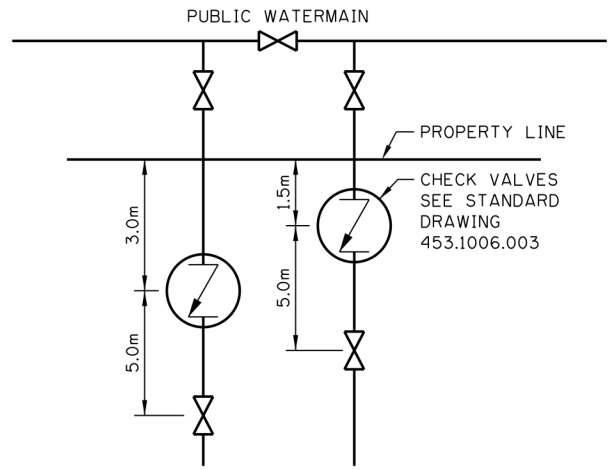 PUBLIC WATERMAIN
PROPERTY LINE
CHECK VALVES
SEE STANDARD
DRAWING
453.1006.003
3.0m
1.5m
5.0m
5.0m